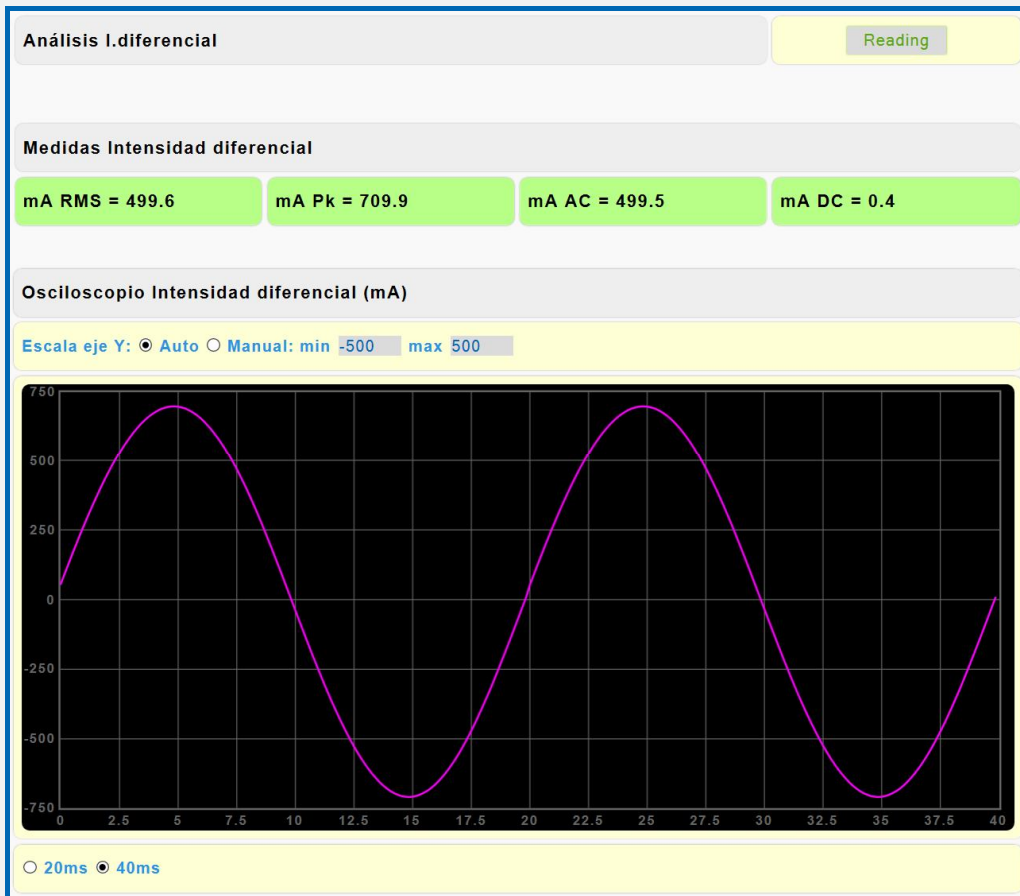 Análisis I.diferencial
Reading
Medidas Intensidad diferencial
mA RMS = 499.6
mA Pk = 709.9
mA AC = 499.5
mA DC = 0.4
Osciloscopio Intensidad diferencial (mA)
Escala eje Y: Auto Manual: min -500 max 500
750
500
250
0
-250
-500
-750
0 2.5 5 7.5 10 12.5 15 17.5 20 22.5 25 27.5 30 32.5 35 37.5 40
20ms 40ms